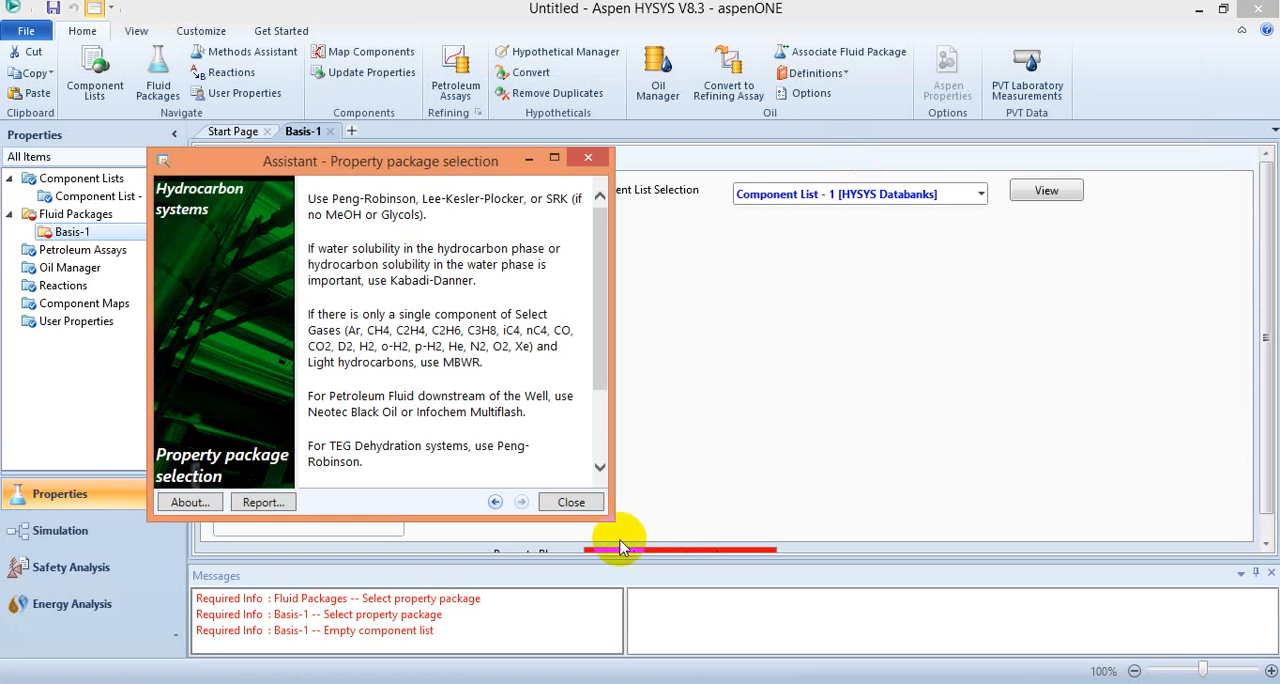 Untitled - Aspen HYSYS V8.3 - aspenONE
File Home View Customize Get Started
Cut
Copy
Paste
Clipboard
Component Lists
Fluid Packages
Methods Assistant
Reactions
User Properties
Navigate
Map Components
Update Properties
Components
Petroleum Assays
Refining
Hypothetical Manager
Convert
Remove Duplicates
Hypotheticals
Oil Manager
Convert to Refining Assay
Associate Fluid Package
Definitions
Options
Oil
Aspen Properties
Options
PVT Laboratory Measurements
PVT Data
Properties
All Items
Component Lists
Component List -
Fluid Packages
Basis-1
Petroleum Assays
Oil Manager
Reactions
Component Maps
User Properties
Properties
Simulation
Safety Analysis
Energy Analysis
Start Page Basis-1
ent List Selection Component List - 1 [HYSYS Databanks] View
Assistant - Property package selection
Hydrocarbon
systems
Property package
selection
Use Peng-Robinson, Lee-Kesler-Plocker, or SRK (if
no MeOH or Glycols).
If water solubility in the hydrocarbon phase or
hydrocarbon solubility in the water phase is
important, use Kabadi-Danner.
If there is only a single component of Select
Gases (Ar, CH4, C2H4, C2H6, C3H8, iC4, nC4, CO,
CO2, D2, H2, o-H2, p-H2, He, N2, O2, Xe) and
Light hydrocarbons, use MBWR.
For Petroleum Fluid downstream of the Well, use
Neotec Black Oil or Infochem Multiflash.
For TEG Dehydration systems, use Peng-
Robinson.
About... Report... Close
Messages
Required Info : Fluid Packages -- Select property package
Required Info : Basis-1 -- Select property package
Required Info : Basis-1 -- Empty component list
100%